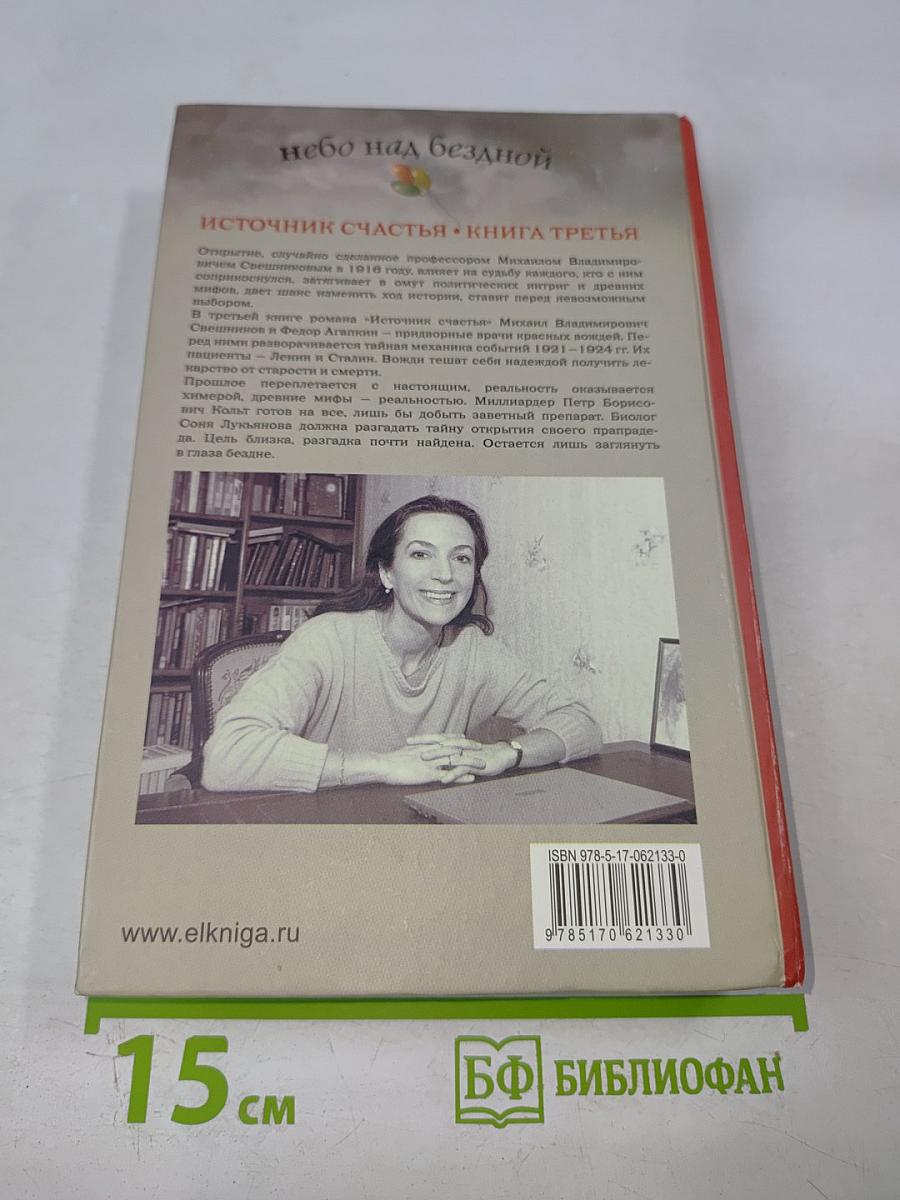 небо над бездной
ИСТОЧНИК СЧАСТЬЯ • КНИГА ТРЕТЬЯ
Открытие, случайно сделанное профессором Михаилом Владимиро-
вичем Свешниковым в 1916 году, влияет на судьбу каждого, кто с ним
соприкоснулся, затягивает в омут политических интриг и древних
мифов, дает шанс изменить ход истории, ставит перед невозможным
выбором.
В третьей книге романа «Источник счастья» Михаил Владимирович
Свешников и Федор Агапкин — придворные врачи красных вождей. Пе-
ред ними разворачивается тайная механика событий 1921—1924 гг. Их
пациенты — Ленин и Сталин. Вожди тешат себя надеждой получить ле-
карство от старости и смерти.
Прошлое переплетается с настоящим, реальность оказывается
химерой, древние мифы — реальностью. Миллиардер Петр Борисо-
вич Кольт готов на все, лишь бы добыть заветный препарат. Биолог
Соня Лукьянова должна разгадать тайну открытия своего прапраде-
да. Цель близка, разгадка почти найдена. Остается лишь заглянуть
в глаза бездне.
ISBN 978-5-17-062133-0
9 785170 621330
www.elkniga.ru
15 см
БФ БИБЛИОФАН